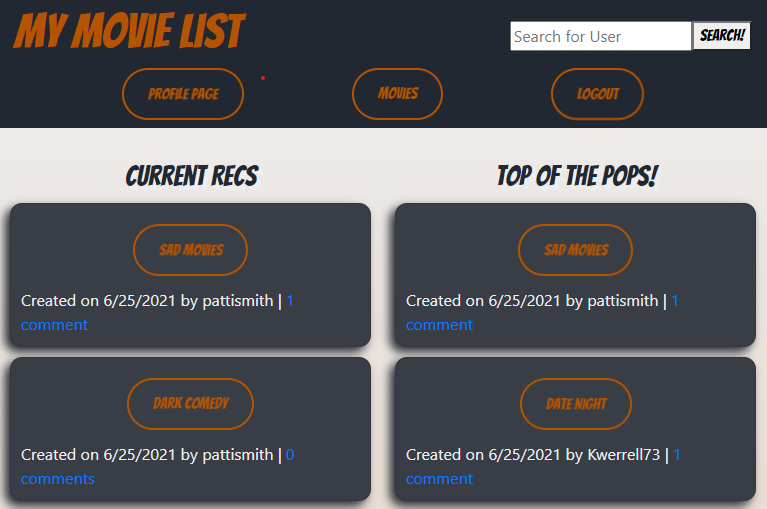 MY MOVIE LIST
Search for User
SEARCH!
PROFILE PAGE
MOVIES
LOGOUT
CURRENT RECS
SAD MOVIES
Created on 6/25/2021 by pattismith | 1
comment
DARK COMEDY
Created on 6/25/2021 by pattismith | 0
comments
TOP OF THE POPS!
SAD MOVIES
Created on 6/25/2021 by pattismith | 1
comment
DATE NIGHT
Created on 6/25/2021 by Kwerrell73 | 1
comment